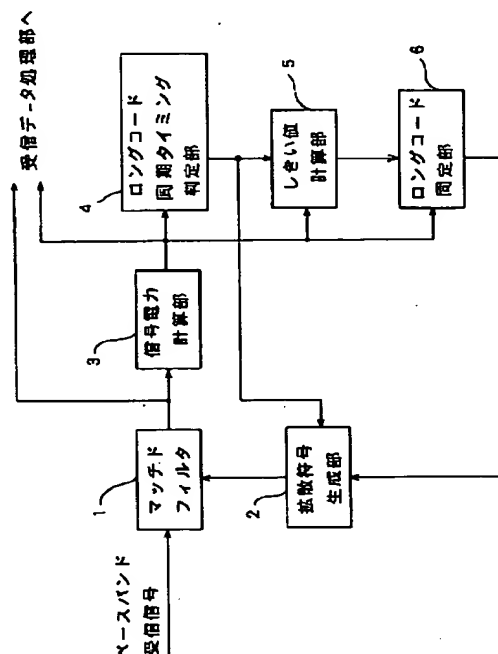 ベースバンド
受信信号
1
マッチド
フィルタ
2
拡散符号
生成部
3
信号電力
計算部
4
ロングコード
同期タイミング
判定部
5
しきい値
計算部
6
ロングコード
同定部
受信データ処理部へ